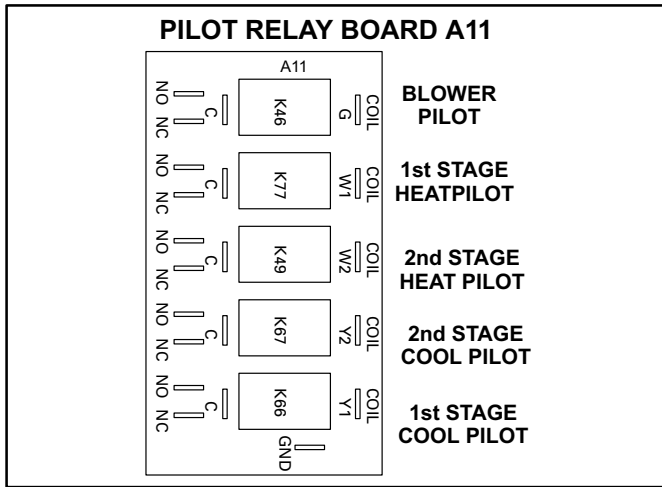 PILOT RELAY BOARD A11
A11
NO
NC
C
K46
G
COIL
BLOWER
PILOT
NO
NC
C
K77
W1
COIL
1st STAGE
HEATPILOT
NO
NC
C
K49
W2
COIL
2nd STAGE
HEAT PILOT
NO
NC
C
K67
Y2
COIL
2nd STAGE
COOL PILOT
NO
NC
C
K66
Y1
COIL
1st STAGE
COOL PILOT
GND